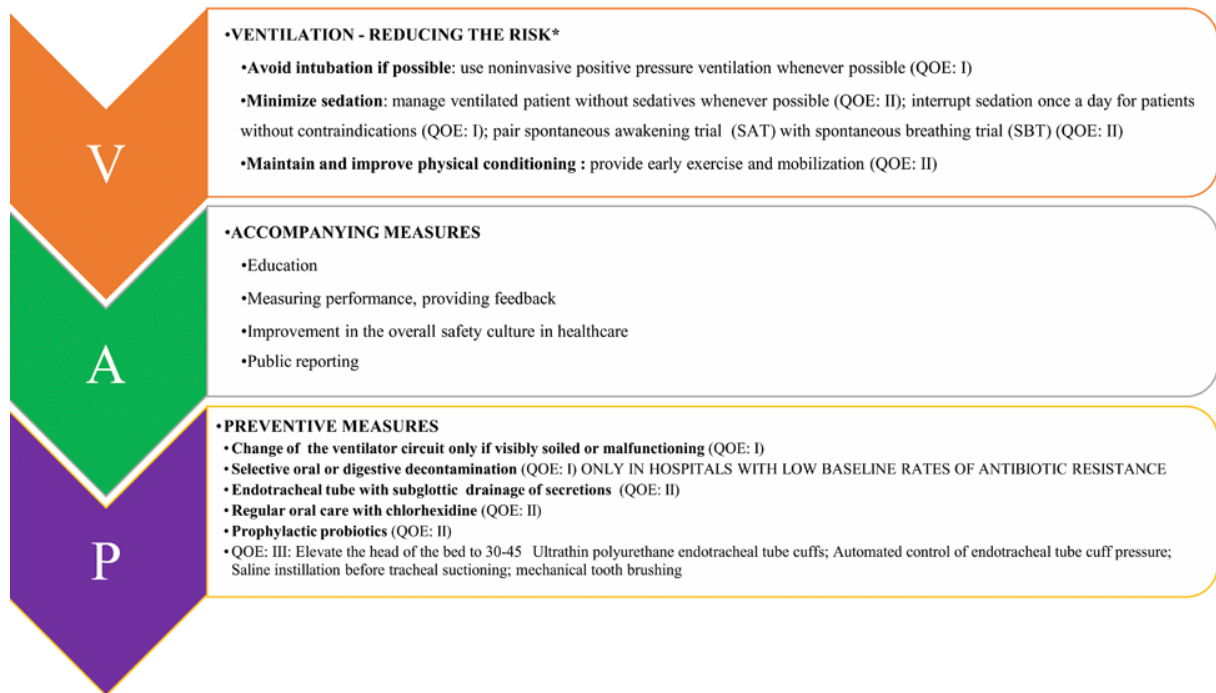 V
•VENTILATION - REDUCING THE RISK*
•Avoid intubation if possible: use noninvasive positive pressure ventilation whenever possible (QOE: I)
•Minimize sedation: manage ventilated patient without sedatives whenever possible (QOE: II); interrupt sedation once a day for patients
without contraindications (QOE: I); pair spontaneous awakening trial (SAT) with spontaneous breathing trial (SBT) (QOE: II)
•Maintain and improve physical conditioning : provide early exercise and mobilization (QOE: II)
A
•ACCOMPANYING MEASURES
•Education
•Measuring performance, providing feedback
•Improvement in the overall safety culture in healthcare
•Public reporting
P
•PREVENTIVE MEASURES
•Change of the ventilator circuit only if visibly soiled or malfunctioning (QOE: I)
•Selective oral or digestive decontamination (QOE: I) ONLY IN HOSPITALS WITH LOW BASELINE RATES OF ANTIBIOTIC RESISTANCE
•Endotracheal tube with subglottic drainage of secretions (QOE: II)
•Regular oral care with chlorhexidine (QOE: II)
•Prophylactic probiotics (QOE: II)
•QOE: III: Elevate the head of the bed to 30-45 Ultrathin polyurethane endotracheal tube cuffs; Automated control of endotracheal tube cuff pressure;
Saline instillation before tracheal suctioning; mechanical tooth brushing